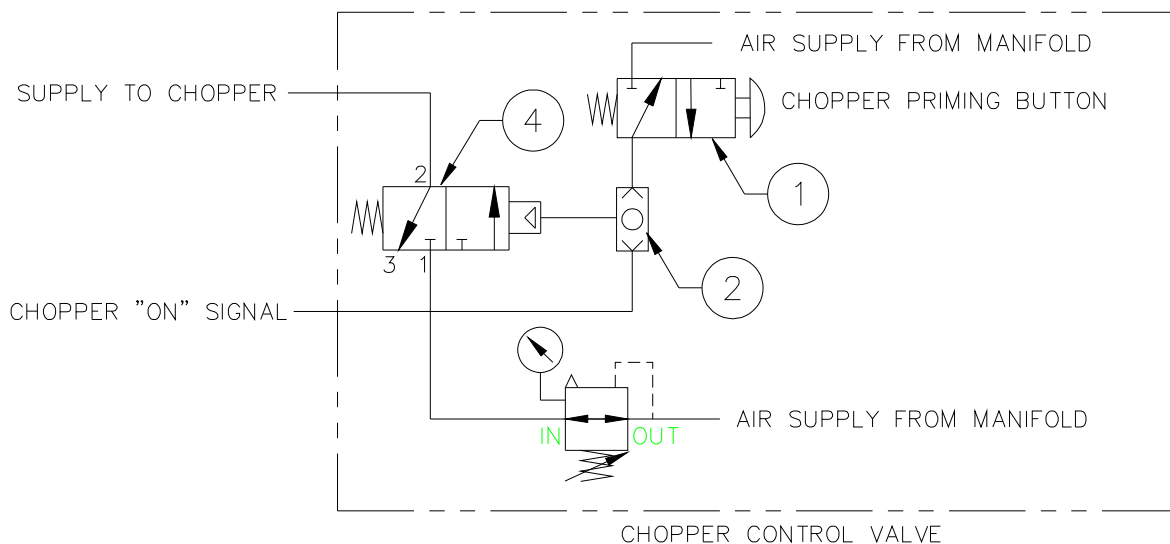 AIR SUPPLY FROM MANIFOLD
SUPPLY TO CHOPPER
CHOPPER PRIMING BUTTON
4
1
2
3 1
2
CHOPPER "ON" SIGNAL
AIR SUPPLY FROM MANIFOLD
IN OUT
CHOPPER CONTROL VALVE